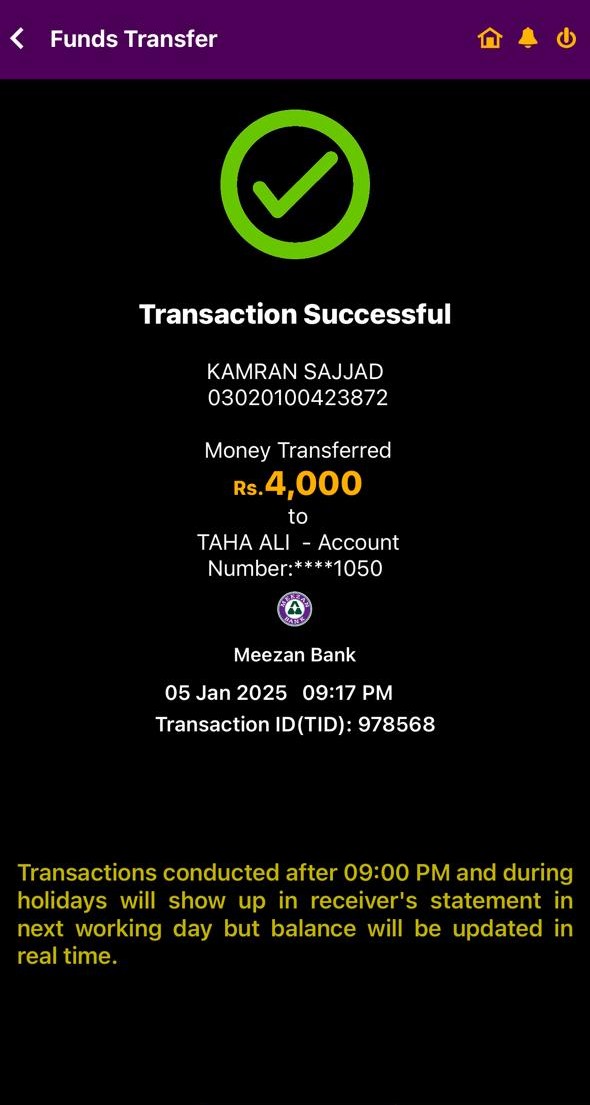 Funds Transfer
Transaction Successful
KAMRAN SAJJAD
03020100423872
Money Transferred
Rs.4,000
to
TAHA ALI - Account
Number:****1050
MEEZAN
BANK
Meezan Bank
05 Jan 2025 09:17 PM
Transaction ID(TID): 978568
Transactions conducted after 09:00 PM and during
holidays will show up in receiver's statement in
next working day but balance will be updated in
real time.